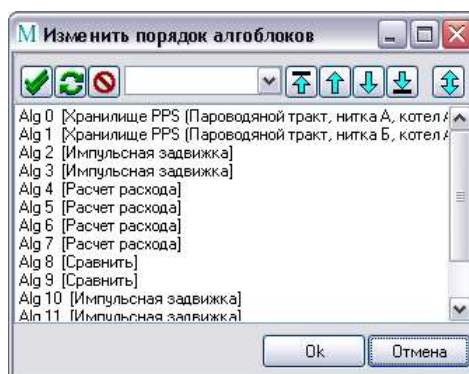 M Изменить порядок алгоблоков
Alg 0 [Хранилище PPS (Пароводяной тракт, нитка А, котел А
Alg 1 [Хранилище PPS (Пароводяной тракт, нитка Б, котел А
Alg 2 [Импульсная задвижка]
Alg 3 [Импульсная задвижка]
Alg 4 [Расчет расхода]
Alg 5 [Расчет расхода]
Alg 6 [Расчет расхода]
Alg 7 [Расчет расхода]
Alg 8 [Сравнить]
Alg 9 [Сравнить]
Alg 10 [Импульсная задвижка]
Alg 11 [Импульсная задвижка]
Ok Отмена